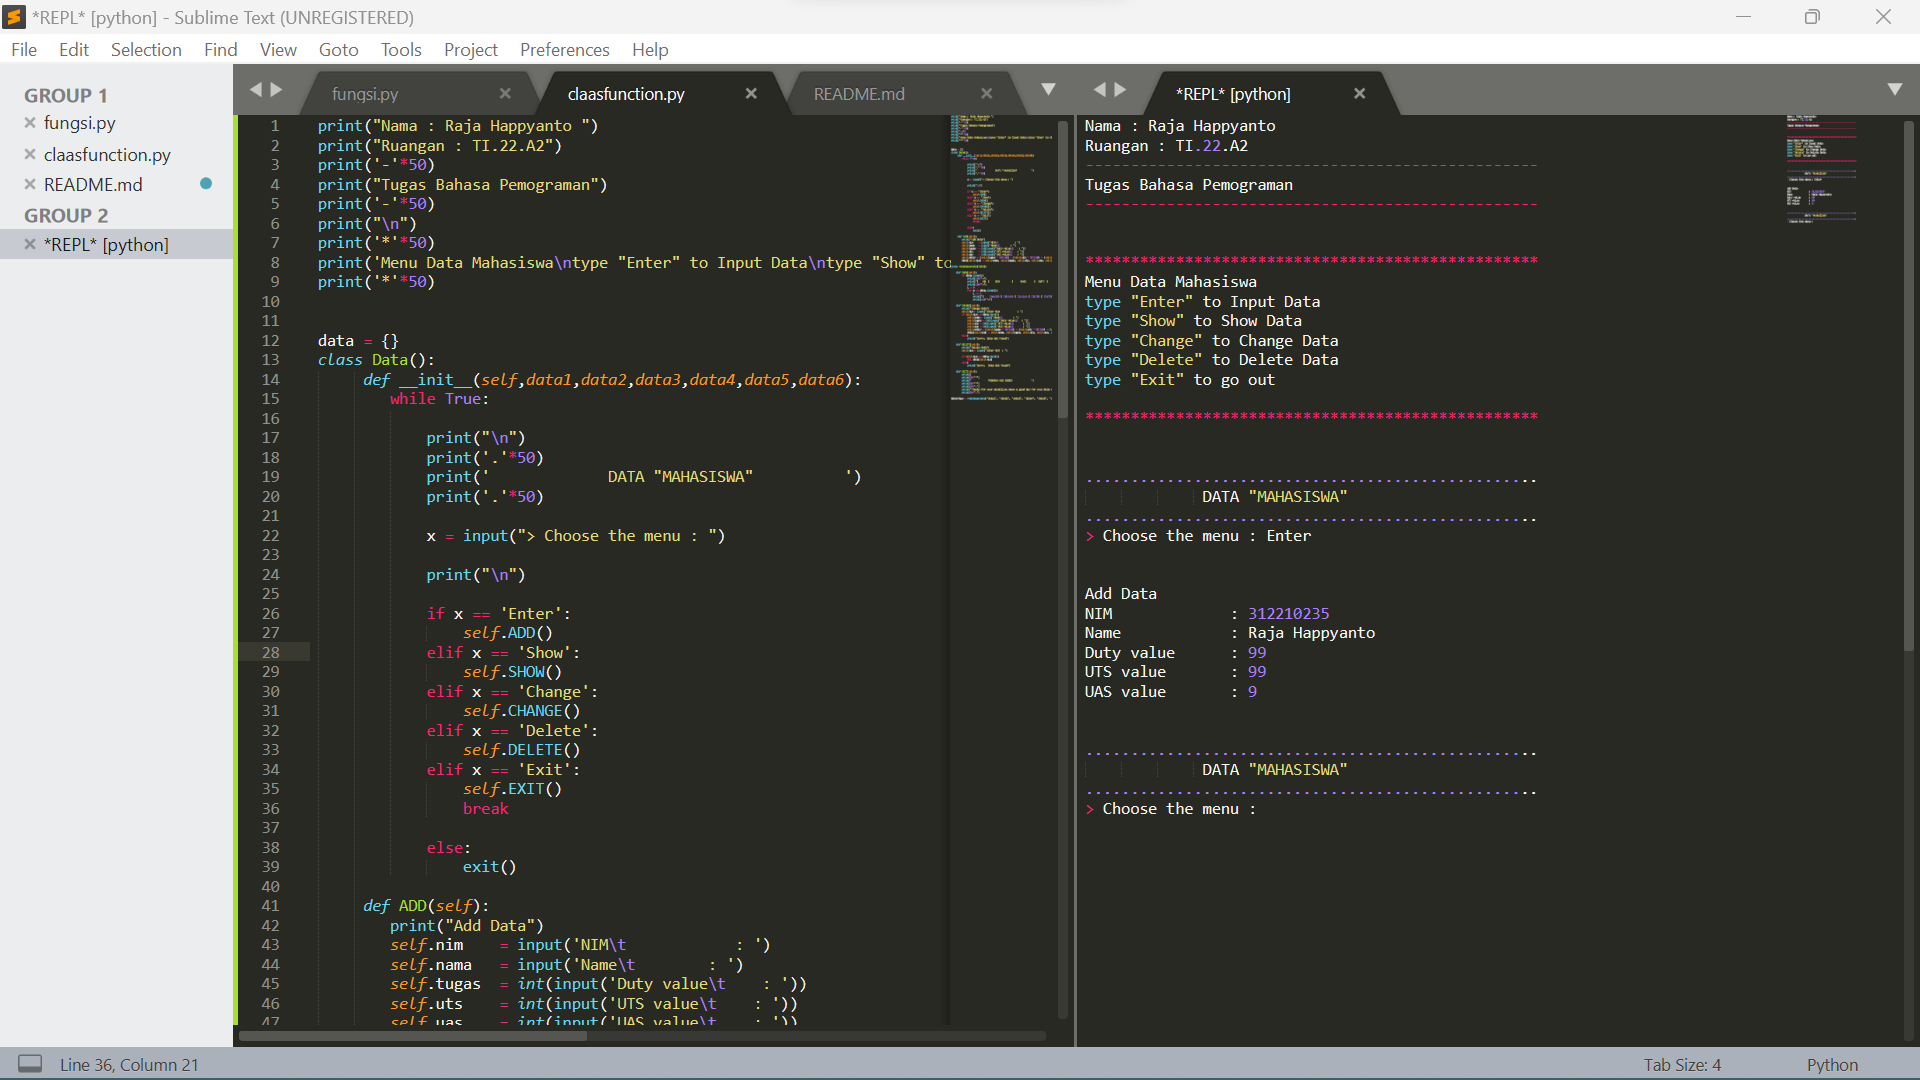 *REPL* [python] - Sublime Text (UNREGISTERED)
File Edit Selection Find View Goto Tools Project Preferences Help
GROUP 1
fungsi.py
claasfunction.py
README.md
GROUP 2
*REPL* [python]
fungsi.py claasfunction.py README.md
1 print("Nama : Raja Happyanto ")
2 print("Ruangan : TI.22.A2")
3 print('-'*50)
4 print("Tugas Bahasa Pemograman")
5 print('-'*50)
6 print("\n")
7 print('*'*50)
8 print('Menu Data Mahasiswa\ntype "Enter" to Input Data\ntype "Show" to
9 print('*'*50)
10
11
12 data = {}
13 class Data():
14 def __init__(self,data1,data2,data3,data4,data5,data6):
15 while True:
16
17 print("\n")
18 print('.'*50)
19 print(' DATA "MAHASISWA" ')
20 print('.'*50)
21
22 x = input("> Choose the menu : ")
23
24 print("\n")
25
26 if x == 'Enter':
27 self.ADD()
28 elif x == 'Show':
29 self.SHOW()
30 elif x == 'Change':
31 self.CHANGE()
32 elif x == 'Delete':
33 self.DELETE()
34 elif x == 'Exit':
35 self.EXIT()
36 break
37
38 else:
39 exit()
40
41 def ADD(self):
42 print("Add Data")
43 self.nim = input('NIM\t : ')
44 self.nama = input('Name\t : ')
45 self.tugas = int(input('Duty value\t : '))
46 self.uts = int(input('UTS value\t : '))
47 self.uas = int(input('UAS value\t : '))
*REPL* [python]
Nama : Raja Happyanto
Ruangan : TI.22.A2
--------------------------------------------------
Tugas Bahasa Pemograman
--------------------------------------------------
**************************************************
Menu Data Mahasiswa
type "Enter" to Input Data
type "Show" to Show Data
type "Change" to Change Data
type "Delete" to Delete Data
type "Exit" to go out
**************************************************
..................................................
DATA "MAHASISWA"
..................................................
> Choose the menu : Enter
Add Data
NIM : 312210235
Name : Raja Happyanto
Duty value : 99
UTS value : 99
UAS value : 9
..................................................
DATA "MAHASISWA"
..................................................
> Choose the menu :
Line 36, Column 21
Tab Size: 4 Python